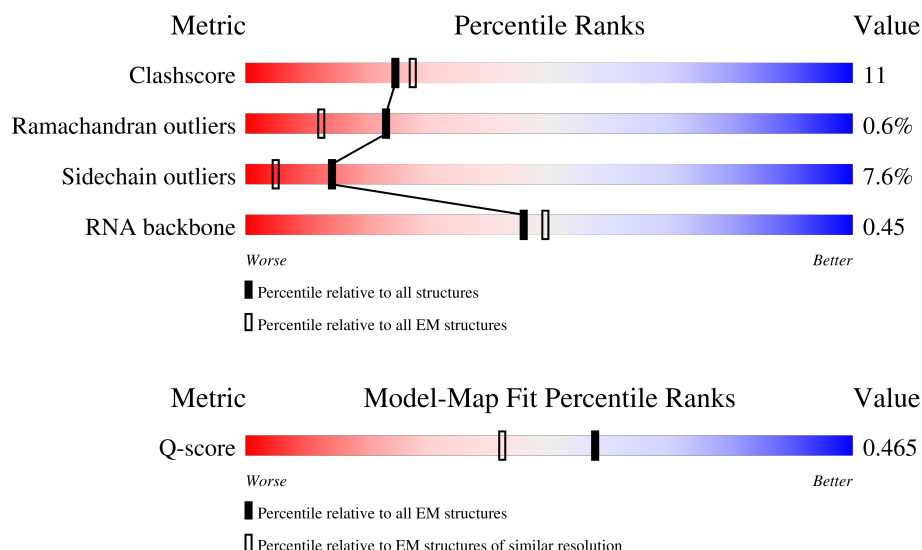 Metric Percentile Ranks Value
Clashscore 11
Ramachandran outliers 0.6%
Sidechain outliers 7.6%
RNA backbone 0.45
Worse Better
Percentile relative to all structures
Percentile relative to all EM structures
Metric Model-Map Fit Percentile Ranks Value
Q-score 0.465
Worse Better
Percentile relative to all EM structures
Percentile relative to EM structures of similar resolution